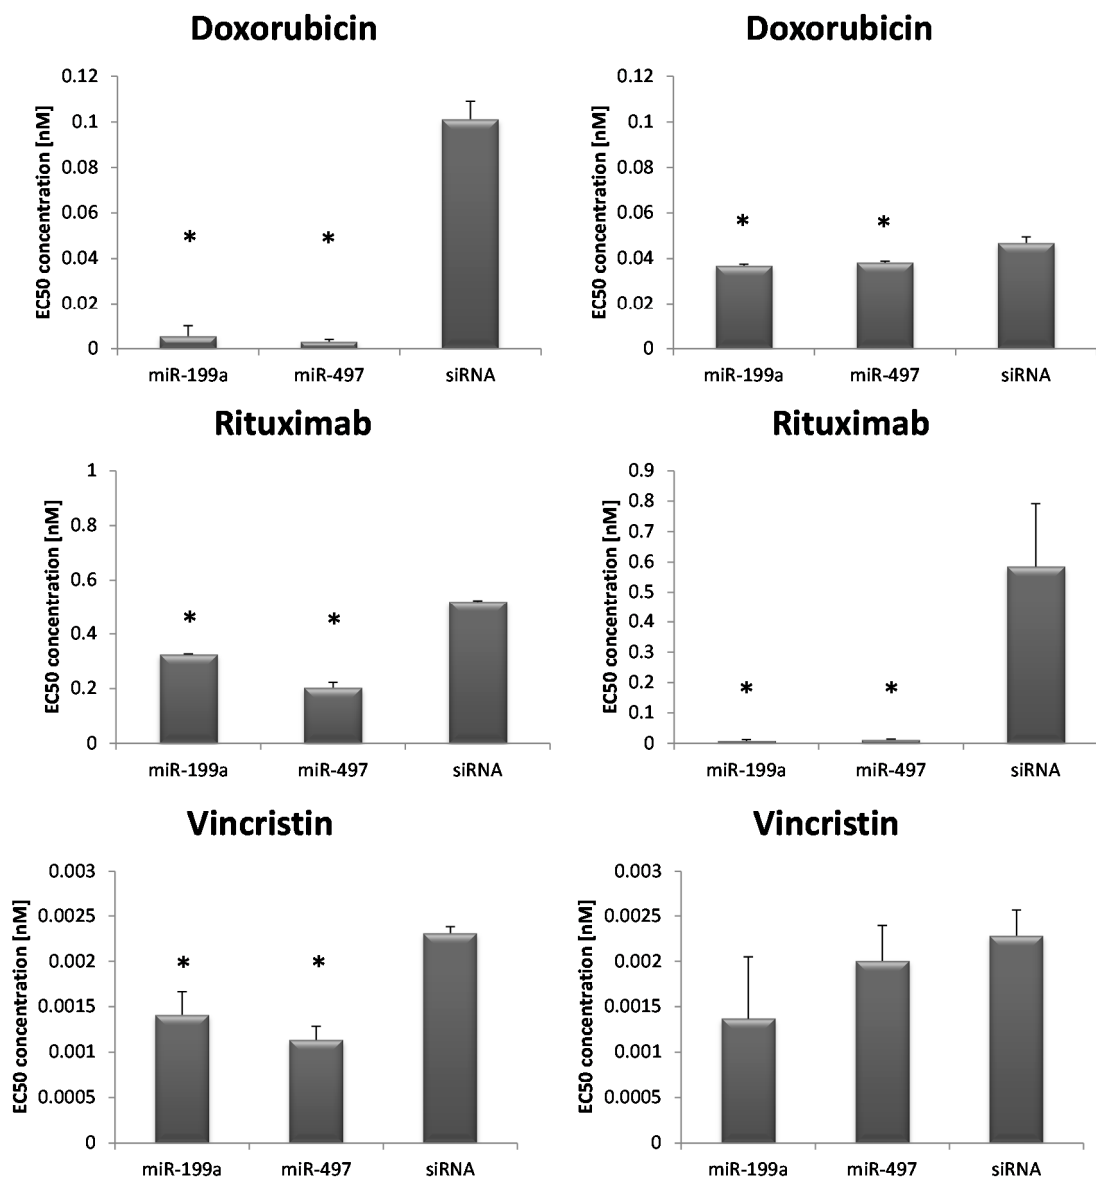 Doxorubicin
EC50 concentration [nM]
0.12
0.1
0.08
0.06
0.04
0.02
0
*
*
miR-199a
miR-497
siRNA
Doxorubicin
EC50 concentration [nM]
0.12
0.1
0.08
0.06
0.04
0.02
0
*
*
miR-199a
miR-497
siRNA
Rituximab
EC50 concentration [nM]
1
0.8
0.6
0.4
0.2
0
*
*
miR-199a
miR-497
siRNA
Rituximab
EC50 concentration [nM]
0.9
0.8
0.7
0.6
0.5
0.4
0.3
0.2
0.1
0
*
*
miR-199a
miR-497
siRNA
Vincristin
EC50 concentration [nM]
0.003
0.0025
0.002
0.0015
0.001
0.0005
0
*
*
miR-199a
miR-497
siRNA
Vincristin
EC50 concentration [nM]
0.003
0.0025
0.002
0.0015
0.001
0.0005
0
miR-199a
miR-497
siRNA